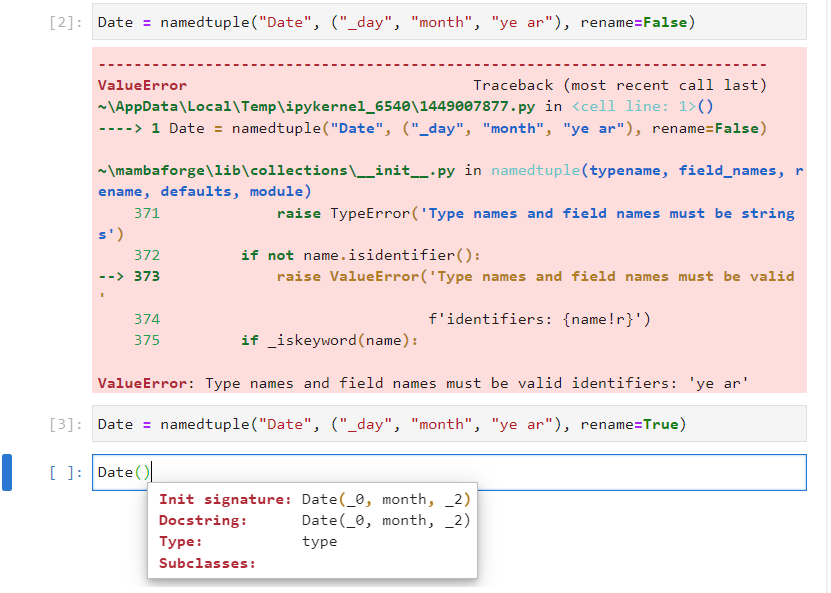 [2]: Date = namedtuple("Date", ("_day", "month", "ye ar"), rename=False)
---------------------------------------------------------------------------
ValueError                                Traceback (most recent call last)
~\AppData\Local\Temp\ipykernel_6540\1449007877.py in <cell line: 1>()
----> 1 Date = namedtuple("Date", ("_day", "month", "ye ar"), rename=False)
~\mambaforge\lib\collections\__init__.py in namedtuple(typename, field_names, r
ename, defaults, module)
    371             raise TypeError('Type names and field names must be string
s')
    372         if not name.isidentifier():
--> 373             raise ValueError('Type names and field names must be valid
'
    374                              f'identifiers: {name!r}')
    375         if _iskeyword(name):
ValueError: Type names and field names must be valid identifiers: 'ye ar'
[3]: Date = namedtuple("Date", ("_day", "month", "ye ar"), rename=True)
[ ]: Date()
Init signature: Date(_0, month, _2)
Docstring:      Date(_0, month, _2)
Type:           type
Subclasses: